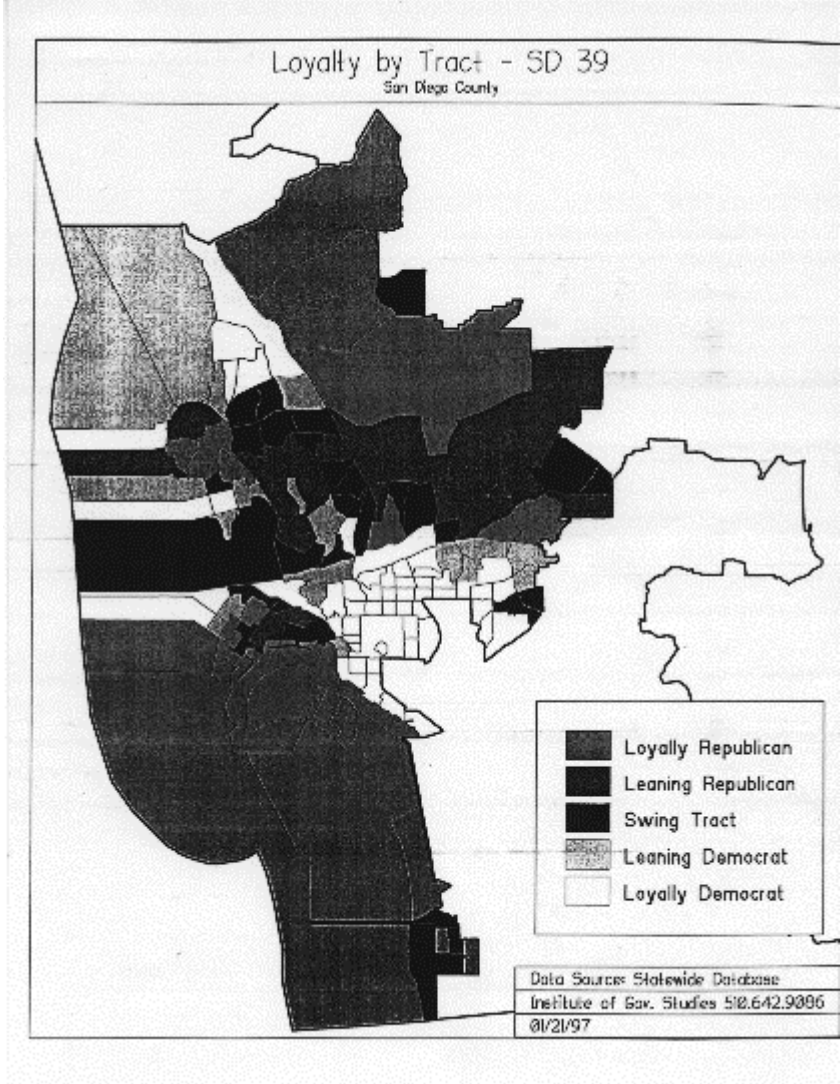 Loyalty by Tract - SD 39
San Diego County
Loyally Republican
Leaning Republican
Swing Tract
Leaning Democrat
Loyally Democrat
Data Source: Statewide Database
Institute of Gov. Studies 510.642.9086
01/21/97